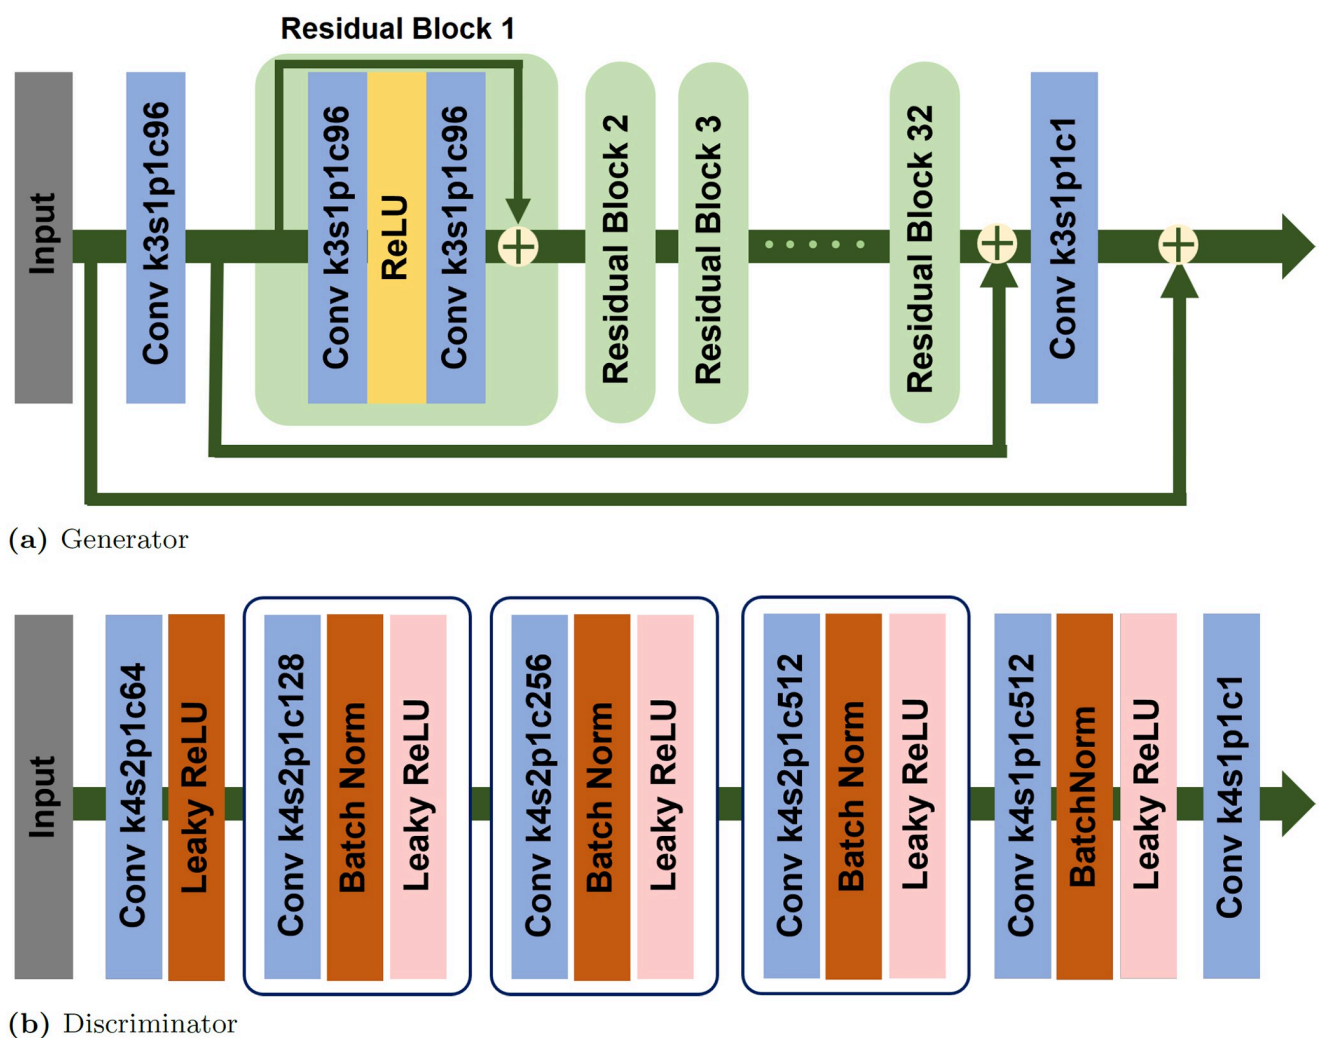 Residual Block 1
Input
Conv k3s1p1c96
Conv k3s1p1c96
ReLU
Conv k3s1p1c96
Residual Block 2
Residual Block 3
Residual Block 32
Conv k3s1p1c1
(a) Generator
Input
Conv k4s2p1c64
Leaky ReLU
Conv k4s2p1c128
Batch Norm
Leaky ReLU
Conv k4s2p1c256
Batch Norm
Leaky ReLU
Conv k4s2p1c512
Batch Norm
Leaky ReLU
Conv k4s1p1c512
BatchNorm
Leaky ReLU
Conv k4s1p1c1
(b) Discriminator